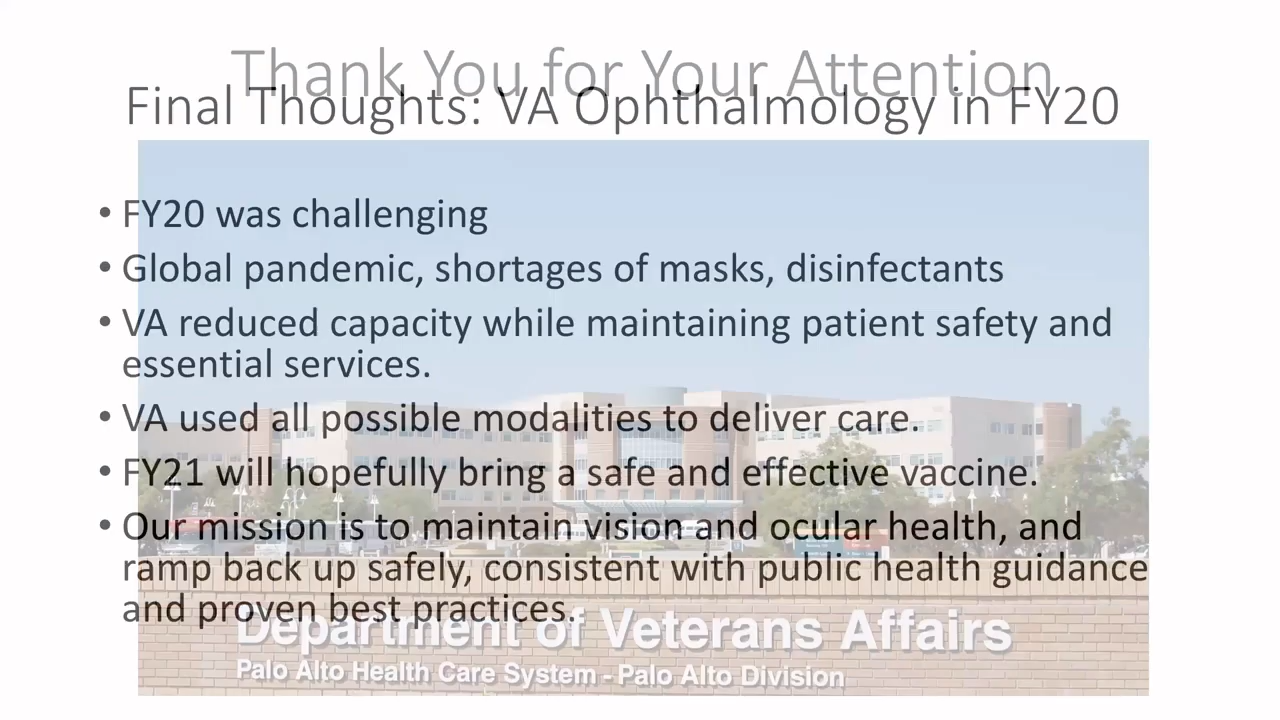 Thank You for Your Attention
Final Thoughts: VA Ophthalmology in FY20
• FY20 was challenging
• Global pandemic, shortages of masks, disinfectants
• VA reduced capacity while maintaining patient safety and
essential services.
• VA used all possible modalities to deliver care.
• FY21 will hopefully bring a safe and effective vaccine.
• Our mission is to maintain vision and ocular health, and
ramp back up safely, consistent with public health guidance
and proven best practices.
Department of Veterans Affairs
Palo Alto Health Care System - Palo Alto Division